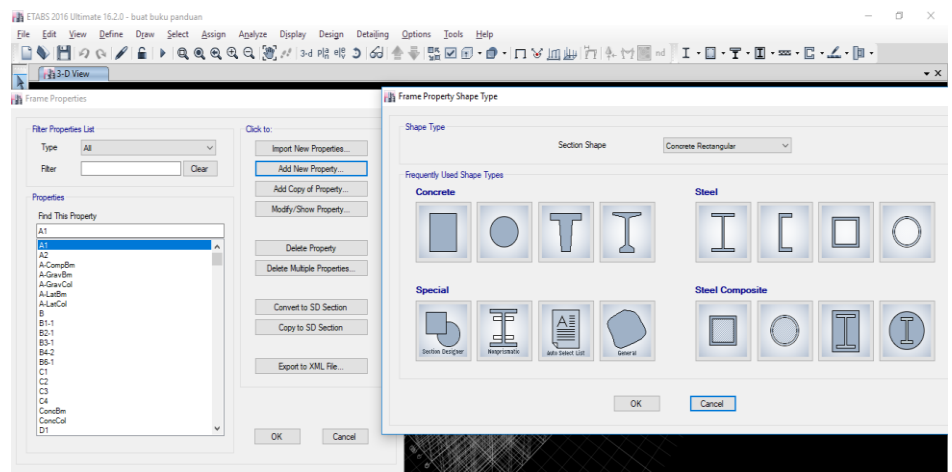 ETABS 2016 Ultimate 16.2.0 - buat buku panduan
File Edit View Define Draw Select Assign Analyze Display Design Detailing Options Tools Help
3-d nd
3-D View
Frame Properties
Filter Properties List
Type All
Filter Clear
Properties
Find This Property
A1
A1
A2
A-CompBm
A-GravBm
A-GravCol
A-LatBm
A-LatCol
B
B1-1
B2-1
B3-1
B4-2
B6-1
C1
C2
C3
C4
ConcBm
ConcCol
D1
Click to:
Import New Properties...
Add New Property...
Add Copy of Property...
Modify/Show Property...
Delete Property
Delete Multiple Properties...
Convert to SD Section
Copy to SD Section
Export to XML File...
OK Cancel
Frame Property Shape Type
Shape Type
Section Shape Concrete Rectangular
Frequently Used Shape Types
Concrete
Steel
Special
Section Designer Nonprismatic Auto Select List General
Steel Composite
OK Cancel